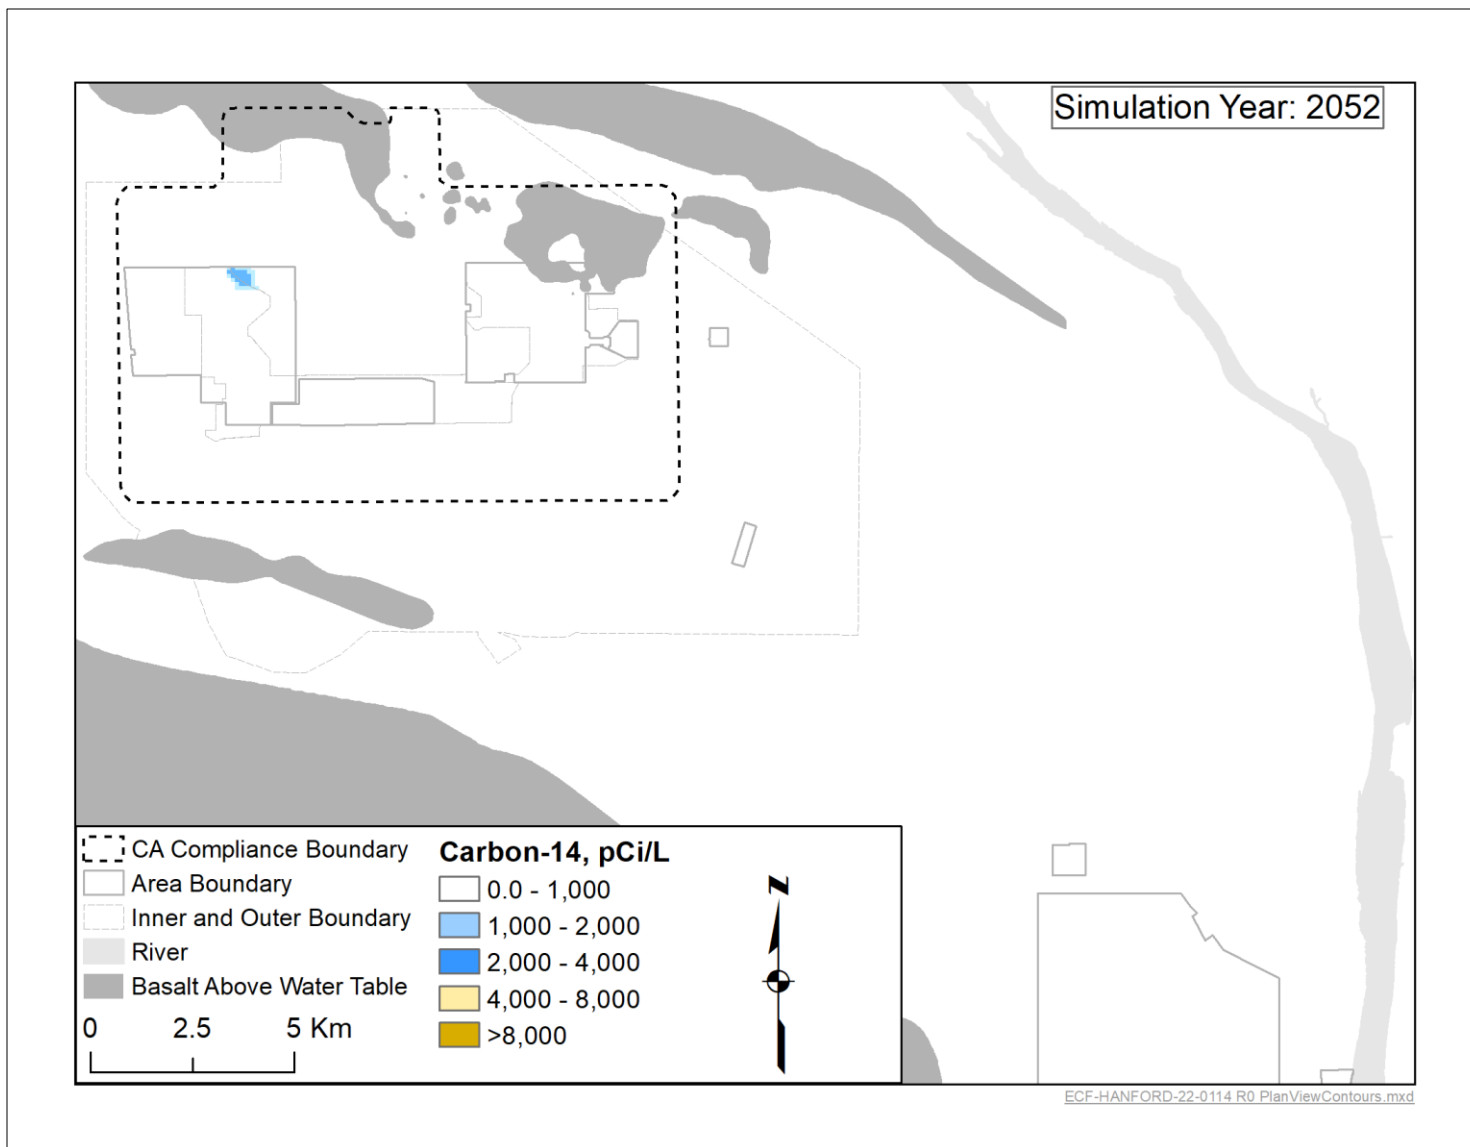 Simulation Year: 2052
CA Compliance Boundary
Area Boundary
Inner and Outer Boundary
River
Basalt Above Water Table
0 2.5 5 Km
Carbon-14, pCi/L
0.0 - 1,000
1,000 - 2,000
2,000 - 4,000
4,000 - 8,000
>8,000
N
ECF-HANFORD-22-0114 R0 PlanViewContours.mxd